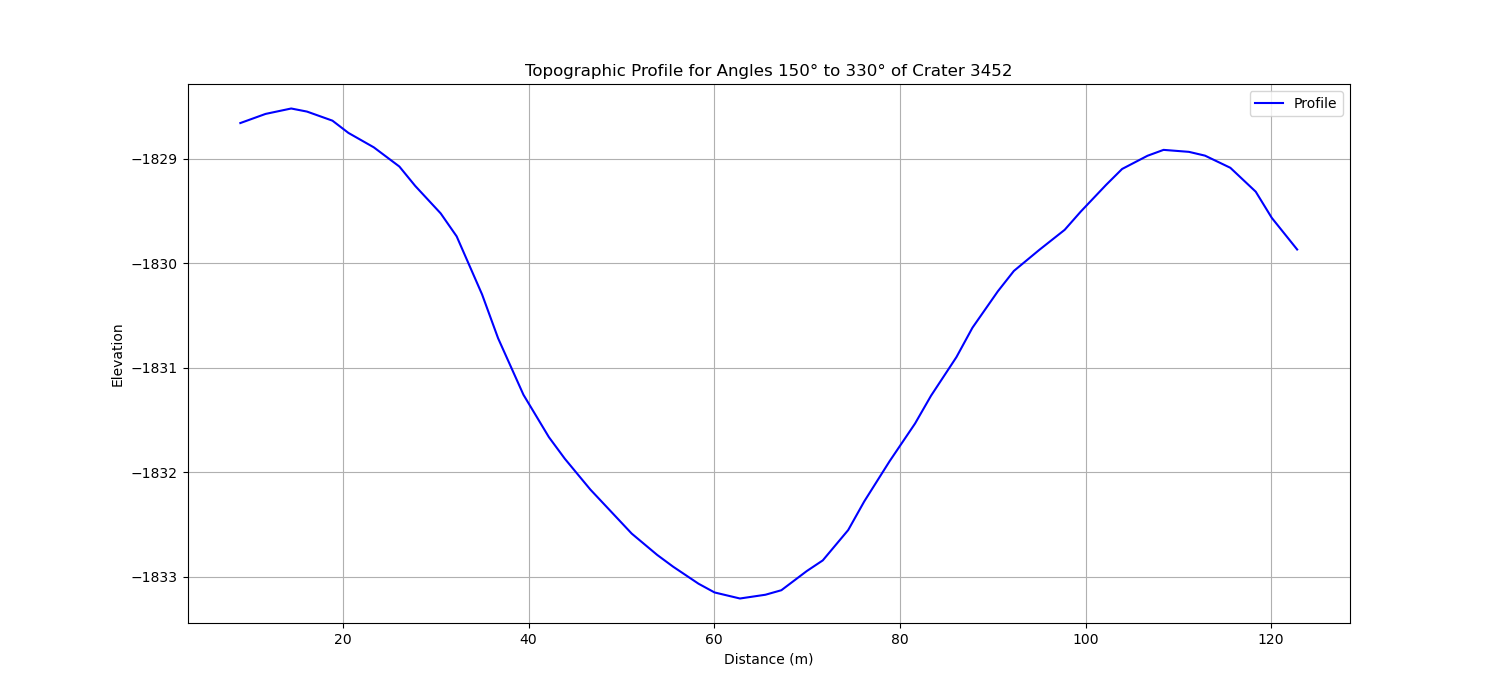 Topographic Profile for Angles 150° to 330° of Crater 3452
Profile
−1829
−1830
−1831
−1832
−1833
Elevation
20 40 60 80 100 120
Distance (m)